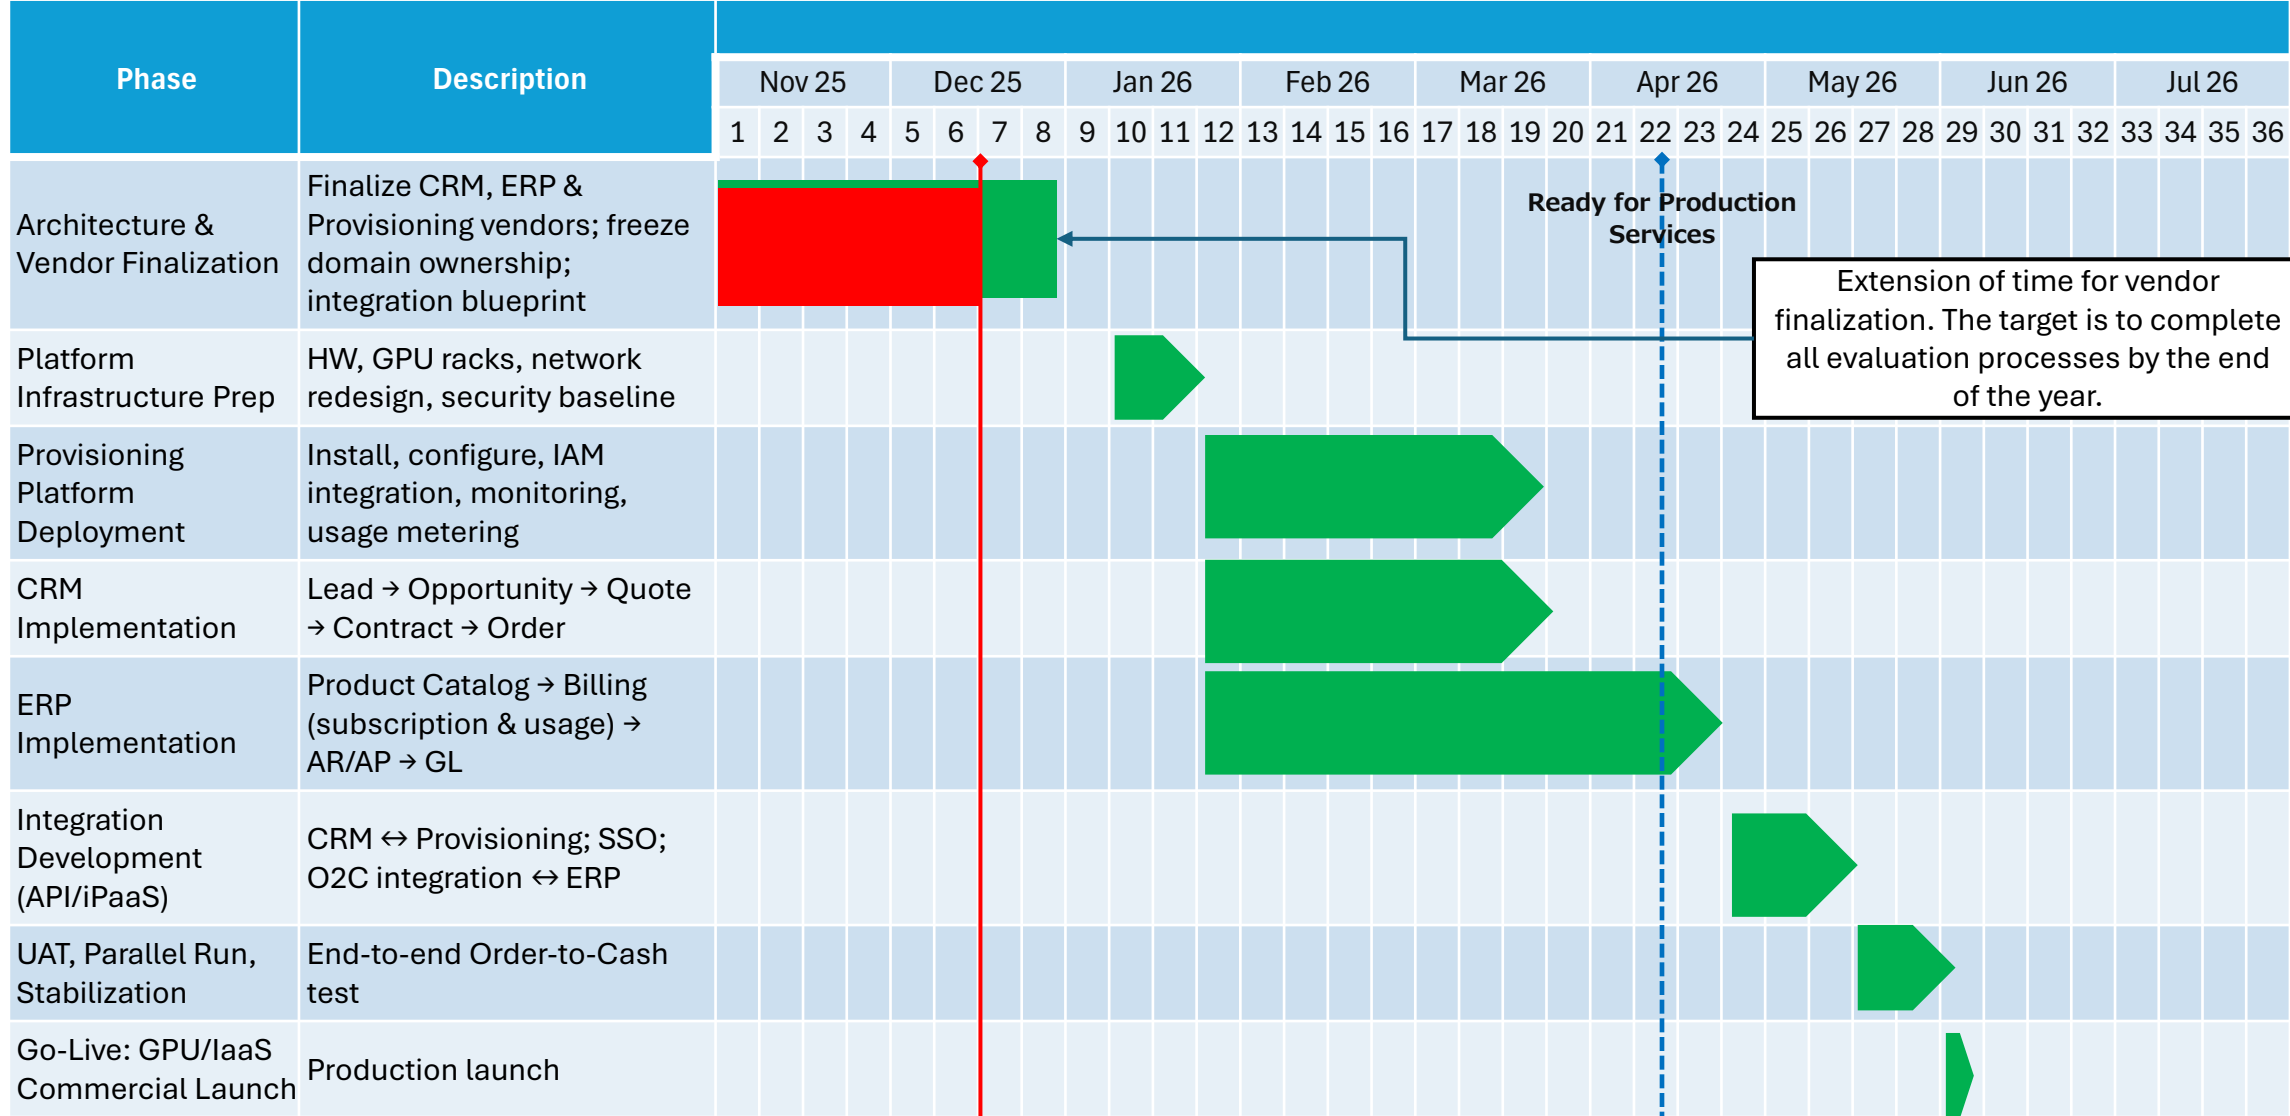 Phase
Description
Nov 25 Dec 25 Jan 26 Feb 26 Mar 26 Apr 26 May 26 Jun 26 Jul 26
1 2 3 4 5 6 7 8 9 10 11 12 13 14 15 16 17 18 19 20 21 22 23 24 25 26 27 28 29 30 31 32 33 34 35 36
Architecture &
Vendor Finalization
Finalize CRM, ERP &
Provisioning vendors; freeze
domain ownership;
integration blueprint
Ready for Production
Services
Extension of time for vendor
finalization. The target is to complete
all evaluation processes by the end
of the year.
Platform
Infrastructure Prep
HW, GPU racks, network
redesign, security baseline
Provisioning
Platform
Deployment
Install, configure, IAM
integration, monitoring,
usage metering
CRM
Implementation
Lead → Opportunity → Quote
→ Contract → Order
ERP
Implementation
Product Catalog → Billing
(subscription & usage) →
AR/AP → GL
Integration
Development
(API/iPaaS)
CRM ↔ Provisioning; SSO;
O2C integration ↔ ERP
UAT, Parallel Run,
Stabilization
End-to-end Order-to-Cash
test
Go-Live: GPU/IaaS
Commercial Launch
Production launch